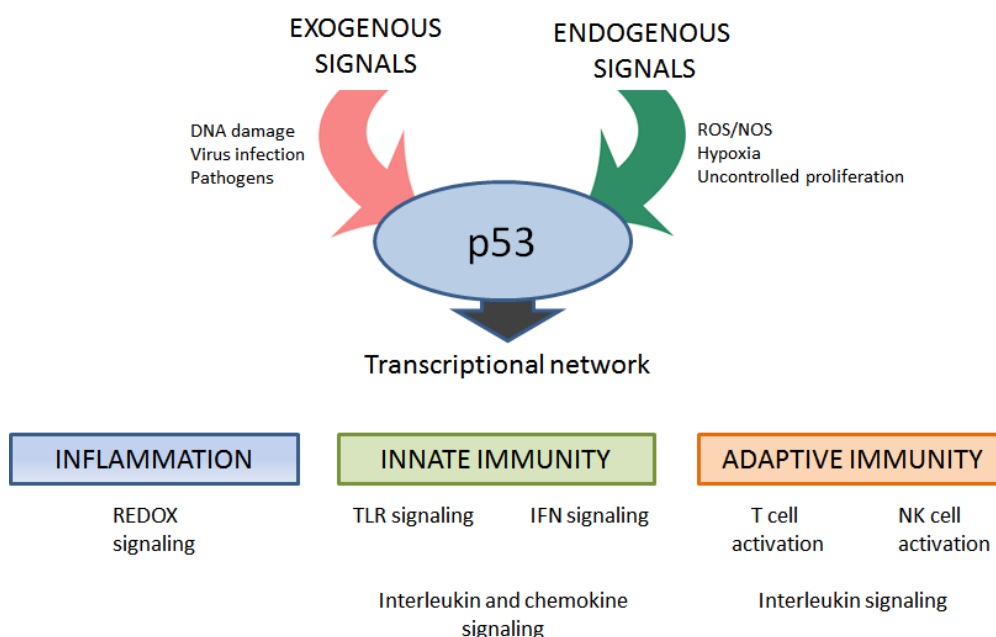 EXOGENOUS
SIGNALS
ENDOGENOUS
SIGNALS
DNA damage
Virus infection
Pathogens
ROS/NOS
Hypoxia
Uncontrolled proliferation
p53
Transcriptional network
INFLAMMATION
INNATE IMMUNITY
ADAPTIVE IMMUNITY
REDOX
signaling
TLR signaling
IFN signaling
T cell
activation
NK cell
activation
Interleukin and chemokine
signaling
Interleukin signaling